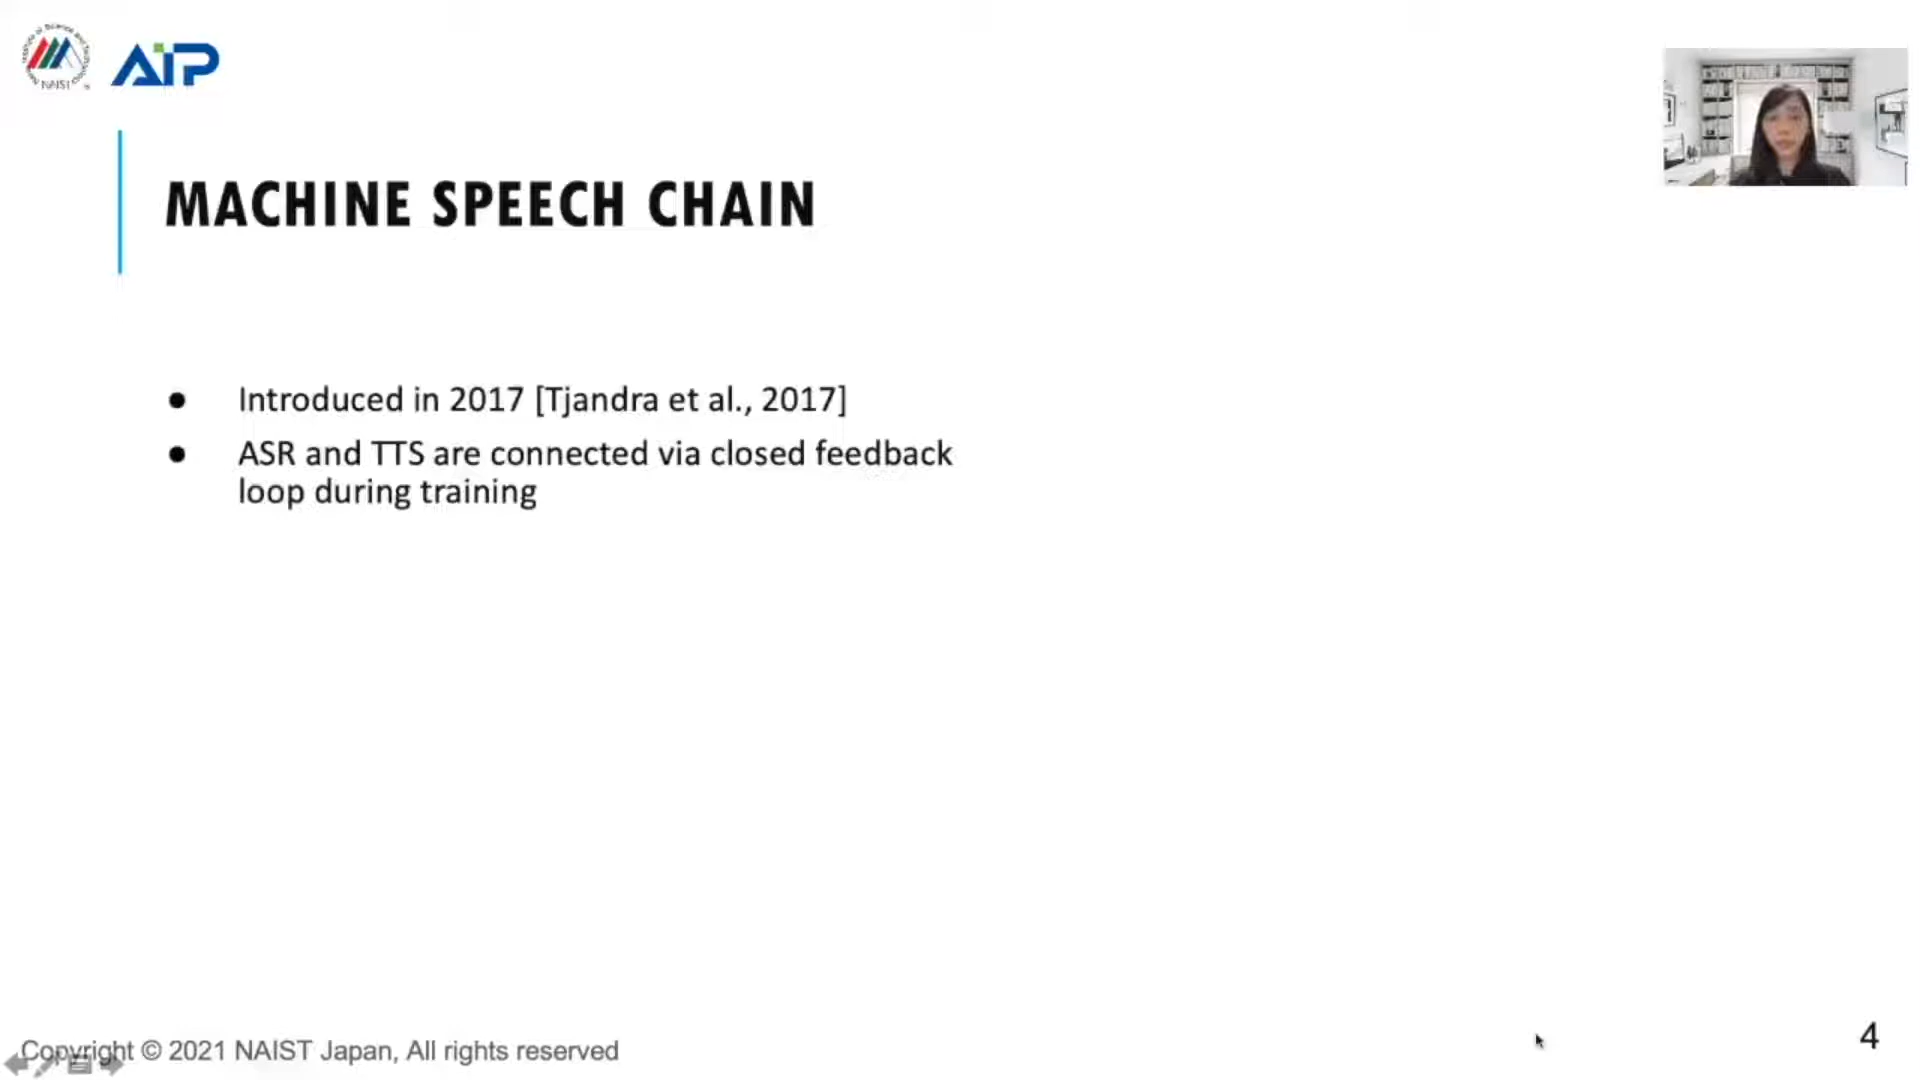 NAIST
AIP
MACHINE SPEECH CHAIN
● Introduced in 2017 [Tjandra et al., 2017]
● ASR and TTS are connected via closed feedback
loop during training
Copyright © 2021 NAIST Japan, All rights reserved
4